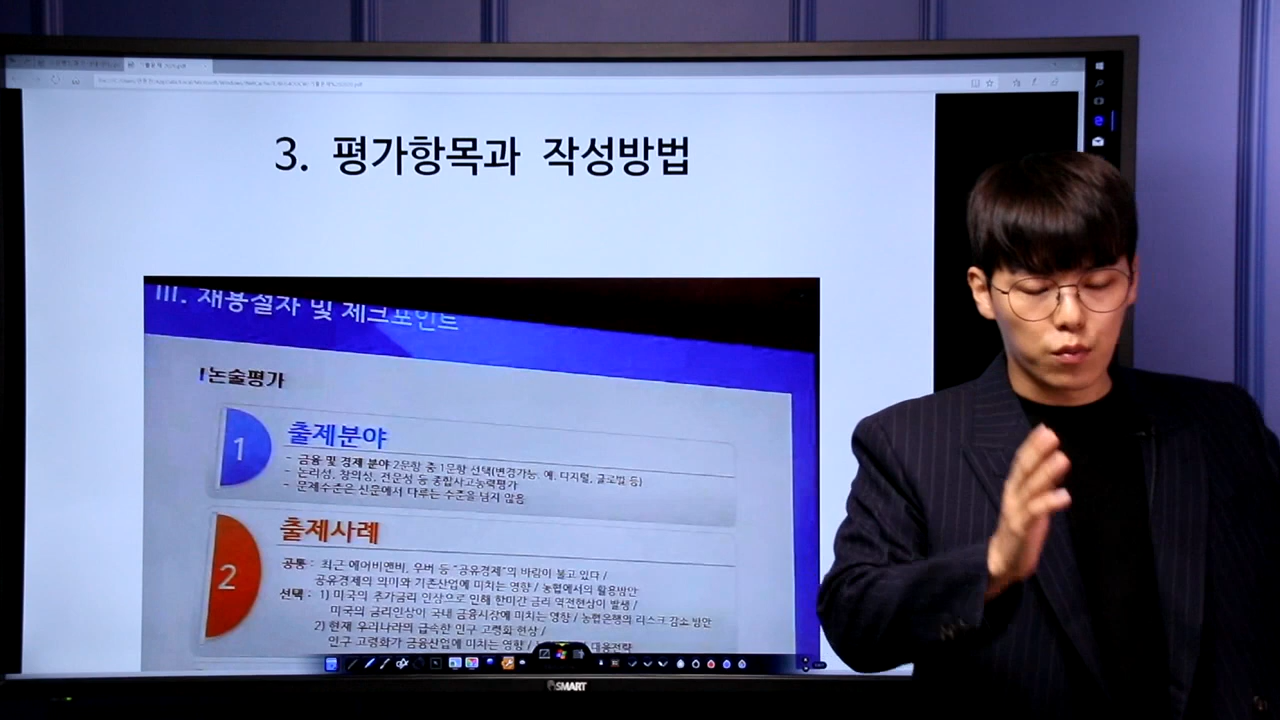 3. 평가항목과 작성방법
III. 채용절차 및 체크포인트
논술평가
1
출제분야
- 금융 및 경제 분야 2문항 중 1문항 선택(변경가능. 예. 디지털, 글로벌 등)
- 논리성, 창의성, 전문성 등 종합사고능력평가
- 문제수준은 신문에서 다루는 수준을 넘지 않음
2
출제사례
공통 : 최근 에어비앤비, 우버 등 "공유경제"의 바람이 불고 있다 /
공유경제의 의미와 기존산업에 미치는 영향 / 농협에서의 활용방안
선택 : 1) 미국의 추가금리 인상으로 인해 한미간 금리 역전현상이 발생 /
미국의 금리인상이 국내 금융시장에 미치는 영향 / 농협은행의 리스크 감소 방안
2) 현재 우리나라의 급속한 인구 고령화 현상 /
인구 고령화가 금융산업에 미치는 영향 / 대응전략
SMART